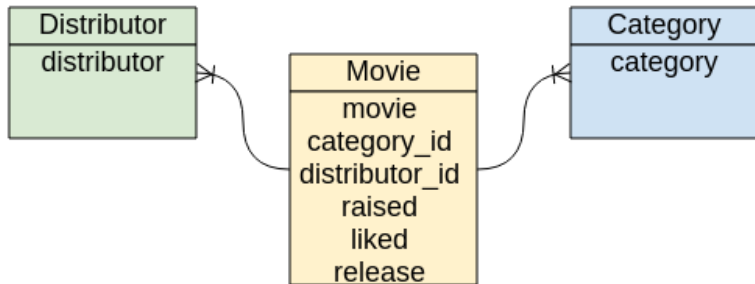 Distributor
distributor
Movie
movie
category_id
distributor_id
raised
liked
release
Category
category